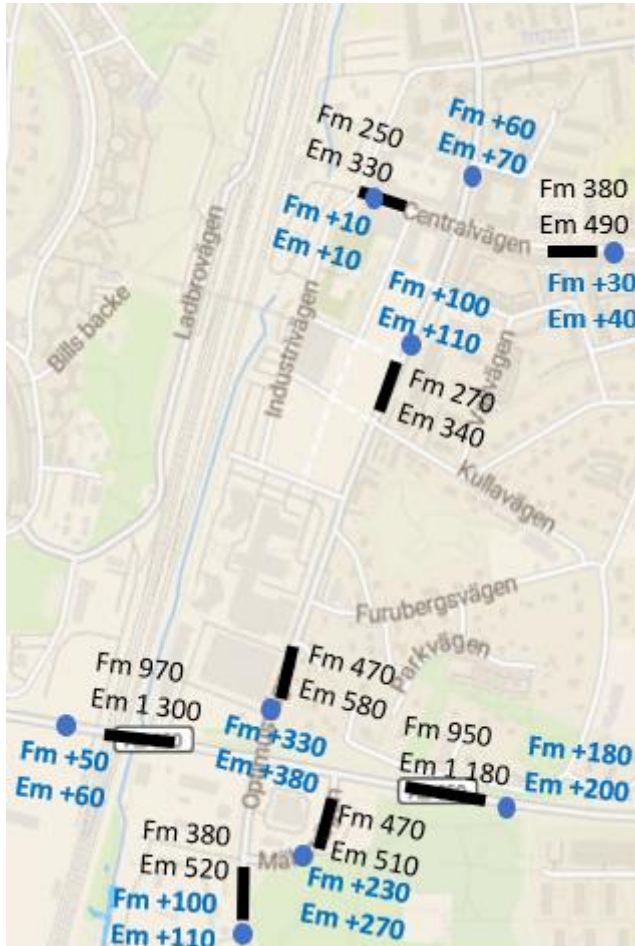 Fm 250
Em 330
Fm +60
Em +70
Fm 380
Em 490
Fm +10
Em +10
Centralvägen
Fm +30
Em +40
Fm +100
Em +110
Ladbrovägen
Bills backe
Industrivägen
Fm 270
Em 340
Kullavägen
Furubergsvägen
Parkvägen
Fm 470
Em 580
Fm 970
Em 1 300
Fm 950
Em 1 180
Fm +180
Em +200
Fm +330
Em +380
Fm +50
Em +60
Fm 470
Em 510
Fm 380
Em 520
Fm +230
Em +270
Fm +100
Em +110